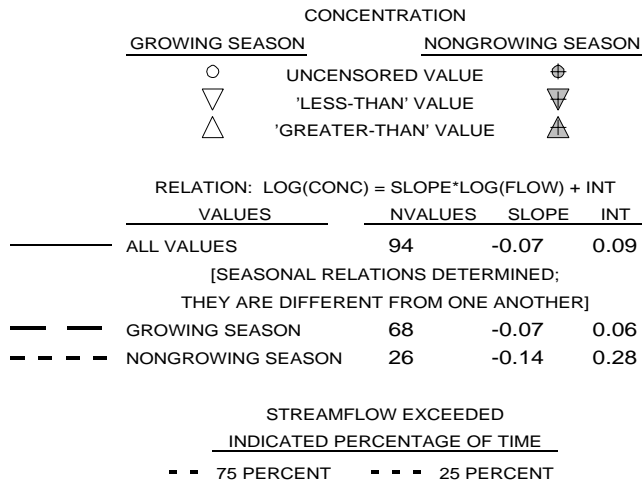 CONCENTRATION
GROWING SEASON NONGROWING SEASON
UNCENSORED VALUE
'LESS-THAN' VALUE
'GREATER-THAN' VALUE
RELATION: LOG(CONC) = SLOPE*LOG(FLOW) + INT
VALUES NVALUES SLOPE INT
ALL VALUES 94 -0.07 0.09
[SEASONAL RELATIONS DETERMINED;
THEY ARE DIFFERENT FROM ONE ANOTHER]
GROWING SEASON 68 -0.07 0.06
NONGROWING SEASON 26 -0.14 0.28
STREAMFLOW EXCEEDED
INDICATED PERCENTAGE OF TIME
75 PERCENT 25 PERCENT